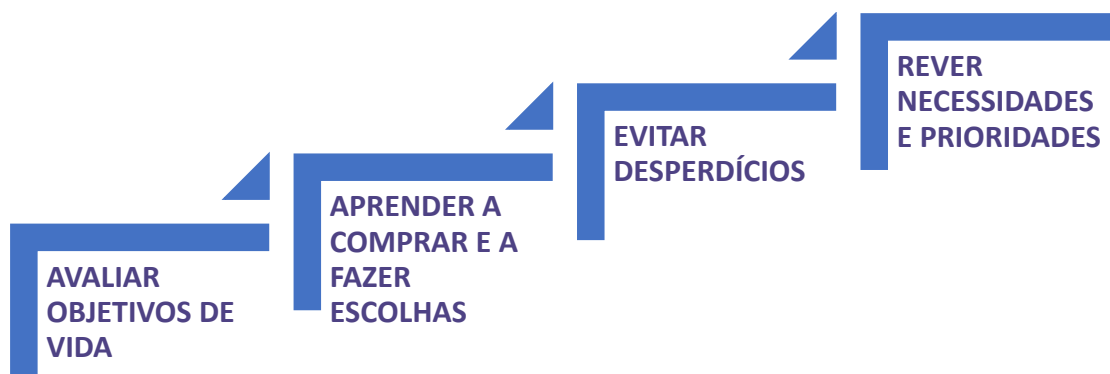 AVALIAR
OBJETIVOS DE
VIDA
APRENDER A
COMPRAR E A
FAZER
ESCOLHAS
EVITAR
DESPERDÍCIOS
REVER
NECESSIDADES
E PRIORIDADES